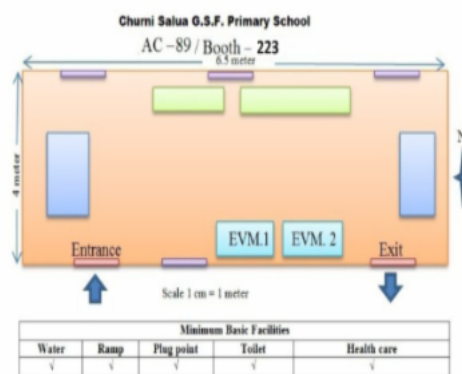 Churni Salua G.S.F. Primary School
AC – 89 / Booth – 223
6.5 meter
4 meter
N
EVM.1 EVM. 2
Entrance Exit
Scale 1 cm = 1 meter
Minimum Basic Facilities
Water Ramp Plug point Toilet Health care
√ √ √ √ √